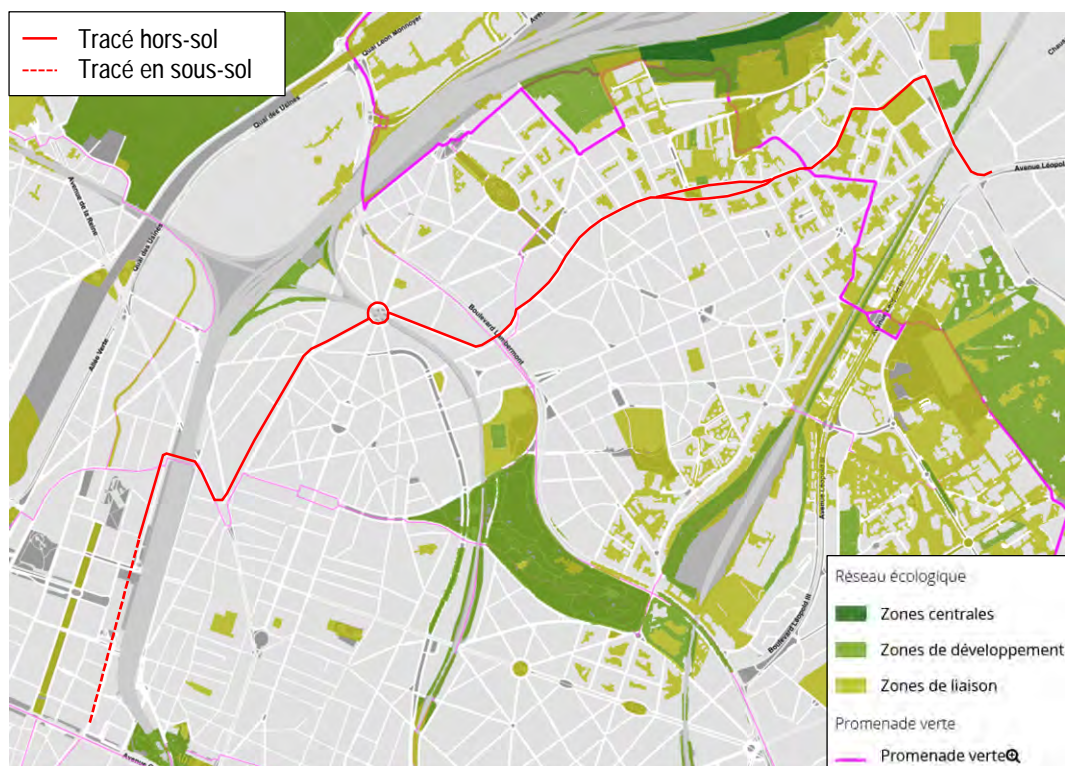 Tracé hors-sol
Tracé en sous-sol
Quai Léon Monnoyer
Quai des Usines
Avenue de la Reine
Quai des Usines
Allée Verte
Boulevard Lambermont
Avenue Léopold
Avenue Léopold III
Boulevard Léopold III
Réseau écologique
Zones centrales
Zones de développement
Zones de liaison
Promenade verte
Promenade verte